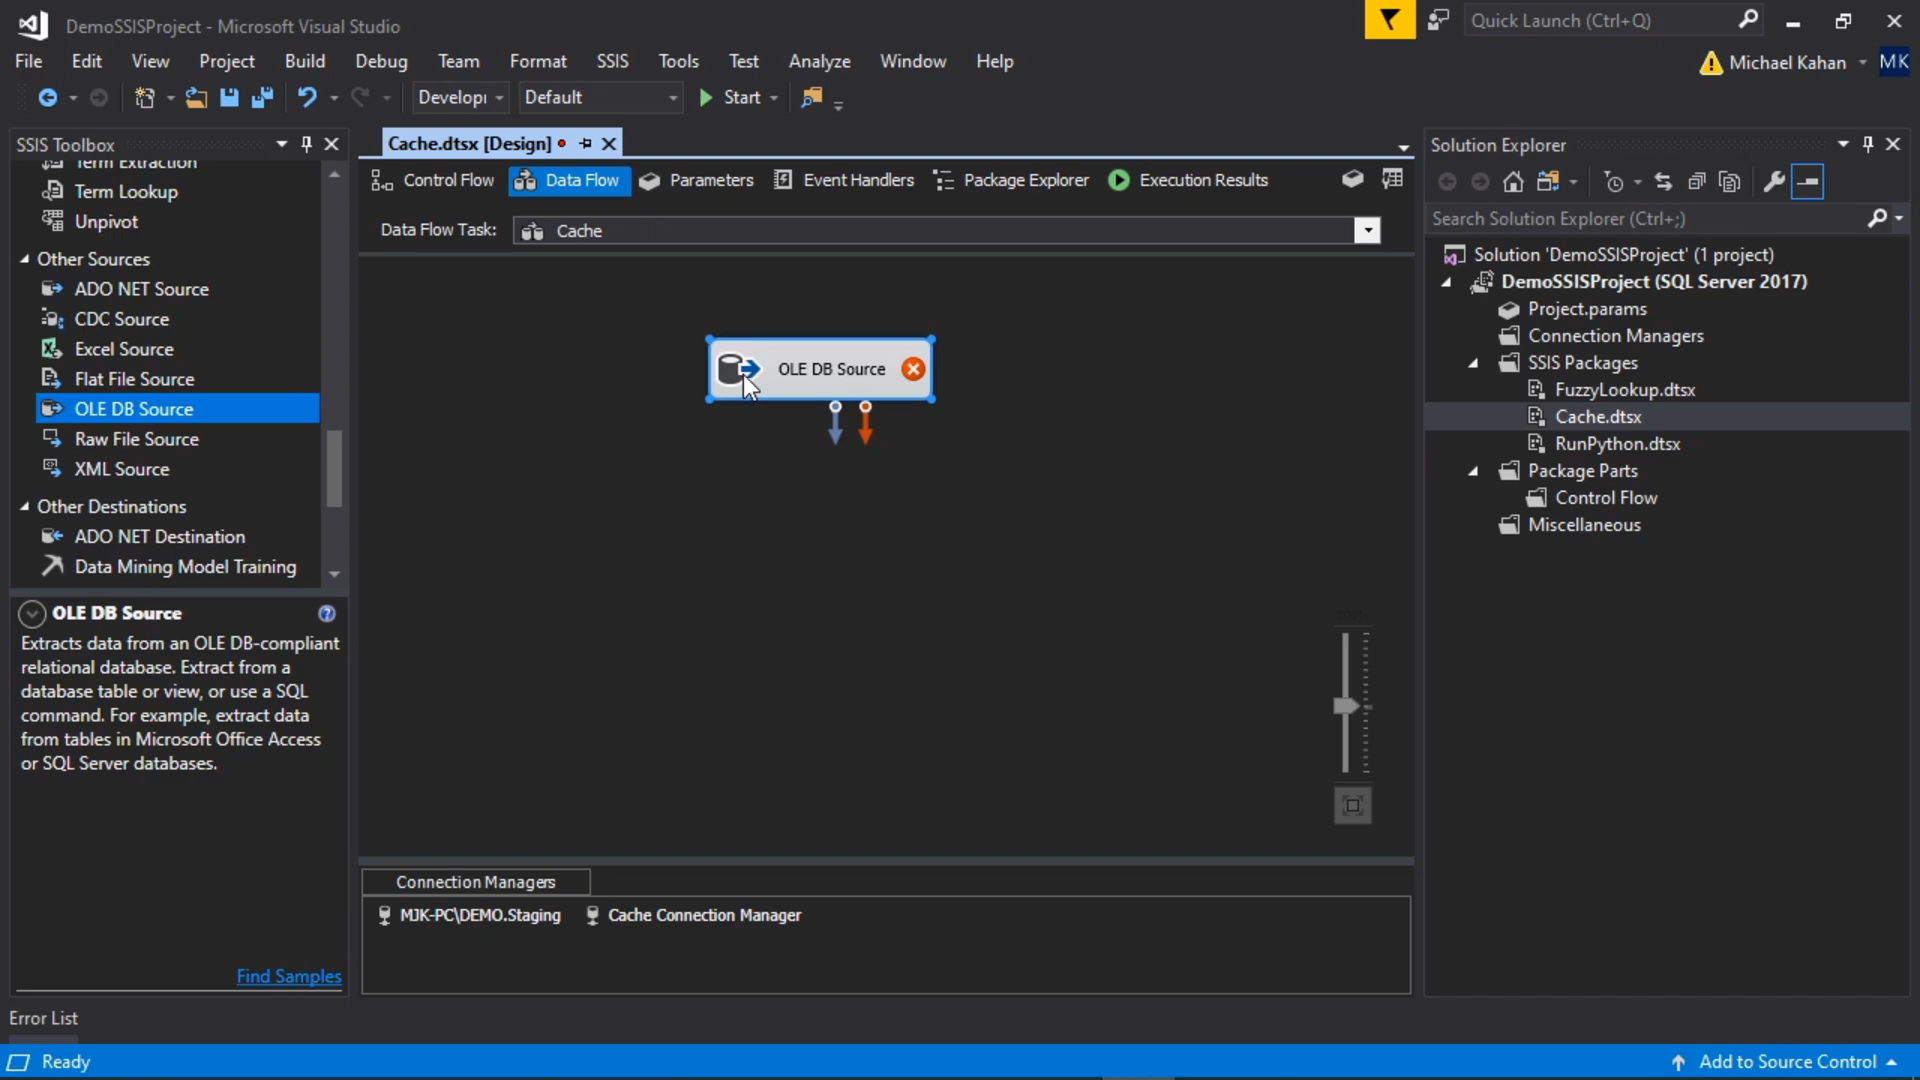 DemoSSISProject - Microsoft Visual Studio
Quick Launch (Ctrl+Q)
File Edit View Project Build Debug Team Format SSIS Tools Test Analyze Window Help
Michael Kahan MK
Developı Default Start
SSIS Toolbox
Term Extraction
Term Lookup
Unpivot
Other Sources
ADO NET Source
CDC Source
Excel Source
Flat File Source
OLE DB Source
Raw File Source
XML Source
Other Destinations
ADO NET Destination
Data Mining Model Training
OLE DB Source
Extracts data from an OLE DB-compliant
relational database. Extract from a
database table or view, or use a SQL
command. For example, extract data
from tables in Microsoft Office Access
or SQL Server databases.
Find Samples
Cache.dtsx [Design]
Control Flow Data Flow Parameters Event Handlers Package Explorer Execution Results
Data Flow Task: Cache
OLE DB Source
Connection Managers
MJK-PC\DEMO.Staging Cache Connection Manager
Solution Explorer
Search Solution Explorer (Ctrl+;)
Solution 'DemoSSISProject' (1 project)
DemoSSISProject (SQL Server 2017)
Project.params
Connection Managers
SSIS Packages
FuzzyLookup.dtsx
Cache.dtsx
RunPython.dtsx
Package Parts
Control Flow
Miscellaneous
Error List
Ready
Add to Source Control